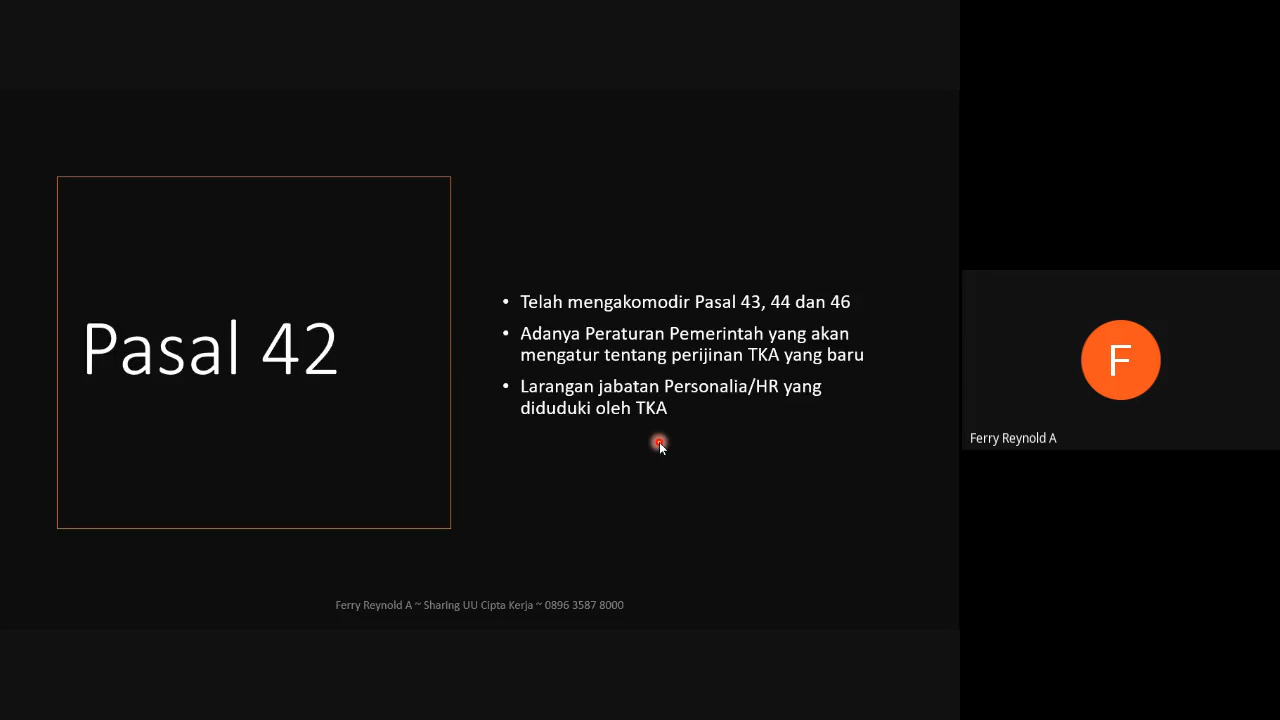 Pasal 42
• Telah mengakomodir Pasal 43, 44 dan 46
• Adanya Peraturan Pemerintah yang akan
mengatur tentang perijinan TKA yang baru
• Larangan jabatan Personalia/HR yang
diduduki oleh TKA
Ferry Reynold A ~ Sharing UU Cipta Kerja ~ 0896 3587 8000
F
Ferry Reynold A